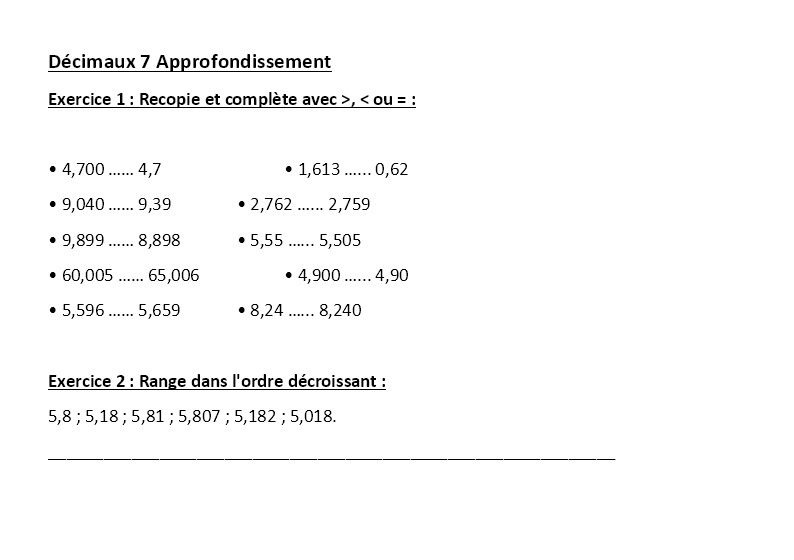 Décimaux 7 Approfondissement
Exercice 1 : Recopie et complète avec >, < ou = :
• 4,700 …… 4,7 • 1,613 …… 0,62
• 9,040 …… 9,39 • 2,762 …… 2,759
• 9,899 …… 8,898 • 5,55 …… 5,505
• 60,005 …… 65,006 • 4,900 …… 4,90
• 5,596 …… 5,659 • 8,24 …… 8,240
Exercice 2 : Range dans l'ordre décroissant :
5,8 ; 5,18 ; 5,81 ; 5,807 ; 5,182 ; 5,018.